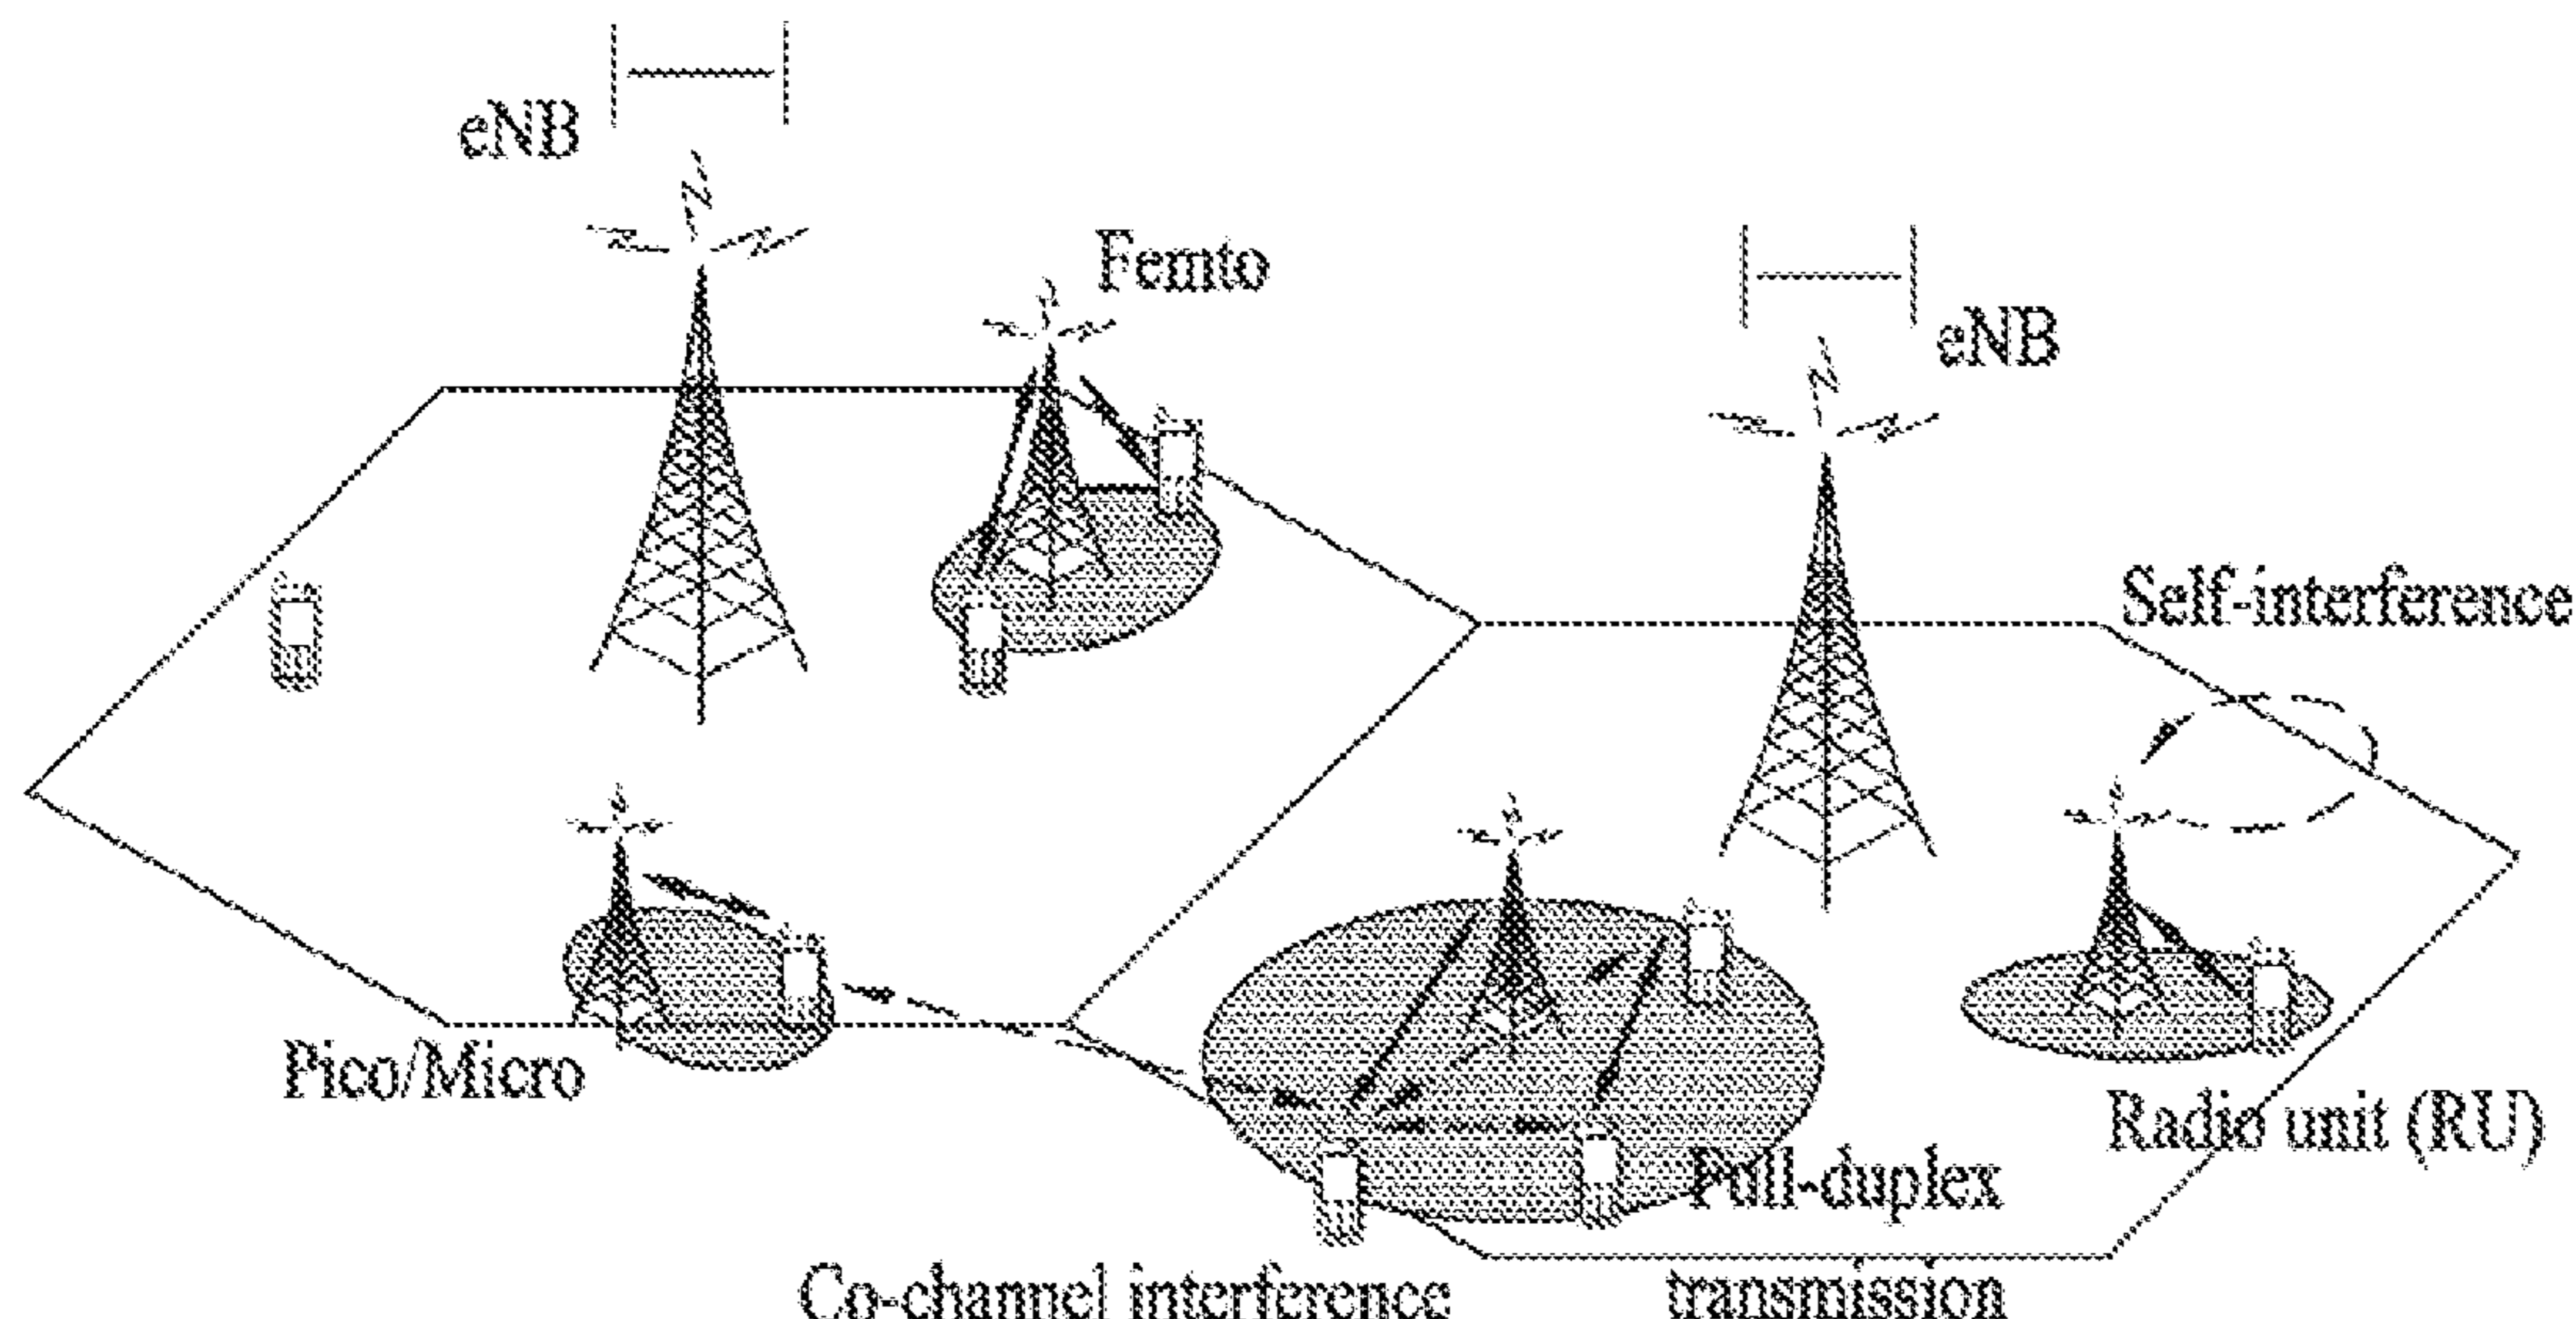 eNB
Femto
eNB
Self-interference
Pico/Micro
Radio unit (RU)
Full-duplex
transmission
Co-channel interference